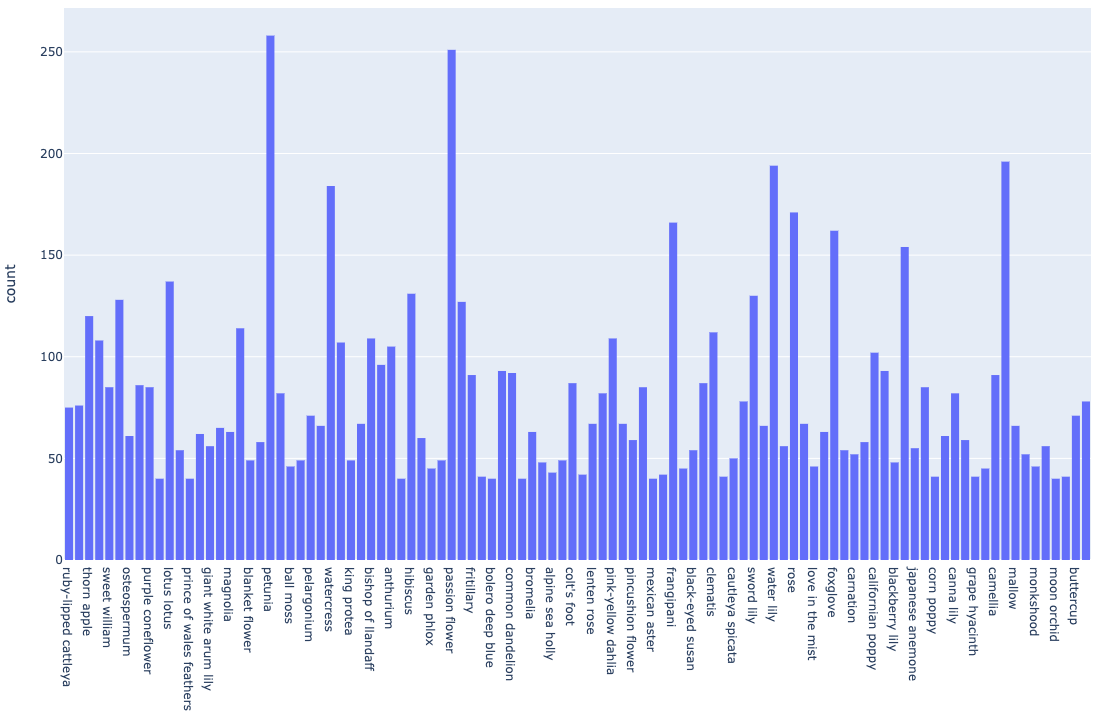 count
250
200
150
100
50
0
ruby-lipped cattleya
thorn apple
sweet william
osteospermum
purple coneflower
lotus lotus
prince of wales feathers
giant white arum lily
magnolia
blanket flower
petunia
ball moss
pelargonium
watercress
king protea
bishop of llandaff
anthurium
hibiscus
garden phlox
passion flower
fritillary
bolero deep blue
common dandelion
bromelia
alpine sea holly
colt's foot
lenten rose
pink-yellow dahlia
pincushion flower
mexican aster
frangipani
black-eyed susan
clematis
cautleya spicata
sword lily
water lily
rose
love in the mist
foxglove
carnation
californian poppy
blackberry lily
japanese anemone
corn poppy
canna lily
grape hyacinth
camellia
mallow
monkshood
moon orchid
buttercup